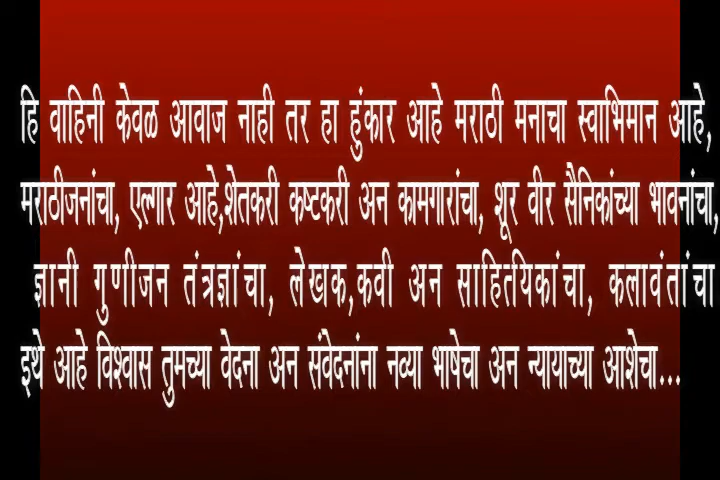 हि वाहिनी केवळ आवाज नाही तर हा हुंकार आहे मराठी मनाचा स्वाभिमान आहे,
मराठीजनांचा, एल्गार आहे,शेतकरी कष्टकरी अन कामगारांचा, शूर वीर सैनिकांच्या भावनांचा,
ज्ञानी गुणीजन तंत्रज्ञांचा, लेखक,कवी अन साहितयिकांचा, कलावंतांचा
इथे आहे विश्वास तुमच्या वेदना अन संवेदनांना नव्या भाषेचा अन न्यायाच्या आशेचा...